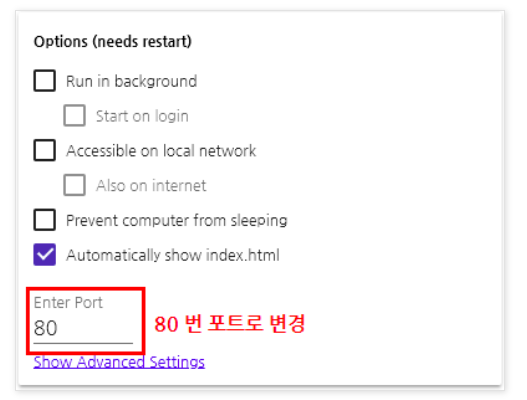 Options (needs restart)
Run in background
Start on login
Accessible on local network
Also on internet
Prevent computer from sleeping
Automatically show index.html
Enter Port
80
80 번 포트로 변경
Show Advanced Settings